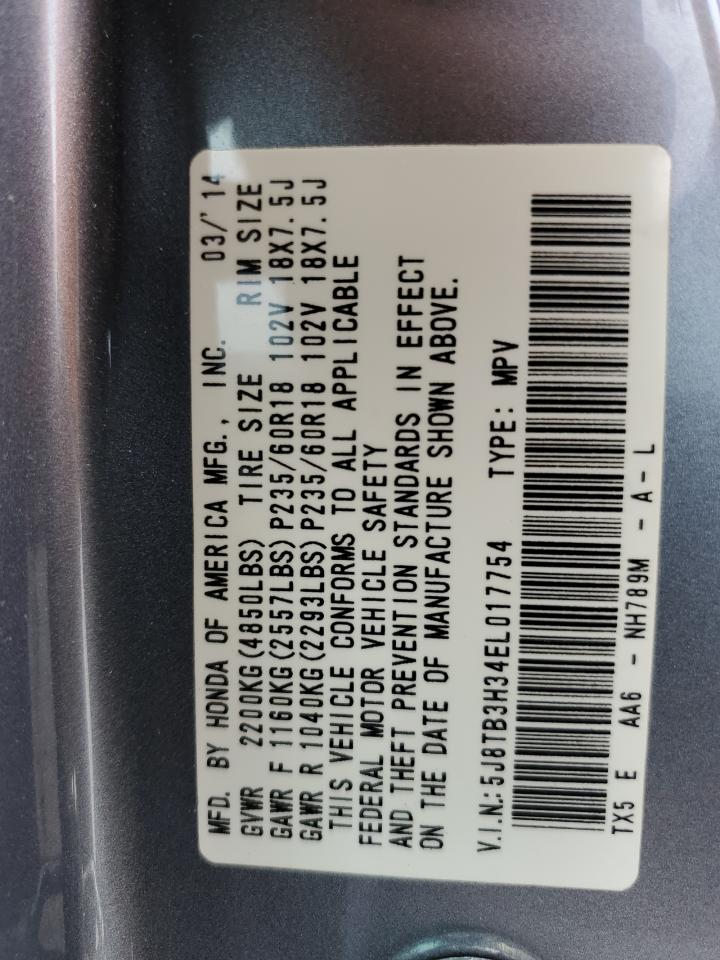 MFD. BY HONDA OF AMERICA MFG., INC. 03/'14
GVWR 2200KG(4850LBS) TIRE SIZE RIM SIZE
GAWR F 1160KG(2557LBS) P235/60R18 102V 18X7.5J
GAWR R 1040KG(2293LBS) P235/60R18 102V 18X7.5J
THIS VEHICLE CONFORMS TO ALL APPLICABLE
FEDERAL MOTOR VEHICLE SAFETY
AND THEFT PREVENTION STANDARDS IN EFFECT
ON THE DATE OF MANUFACTURE SHOWN ABOVE.
V.I.N.: 5J8TB3H34EL017754 TYPE: MPV
TX5 E AA6 - NH789M - A - L